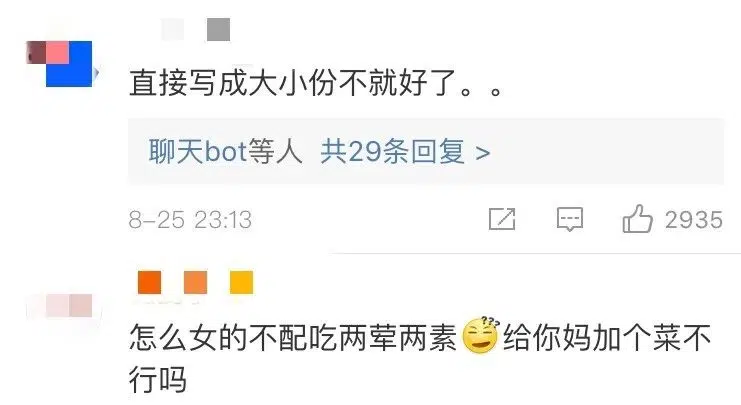 直接写成大小份不就好了。。
聊天bot等人 共29条回复 >
8-25 23:13 2935
怎么女的不配吃两荤两素???给你妈加个菜不
行吗